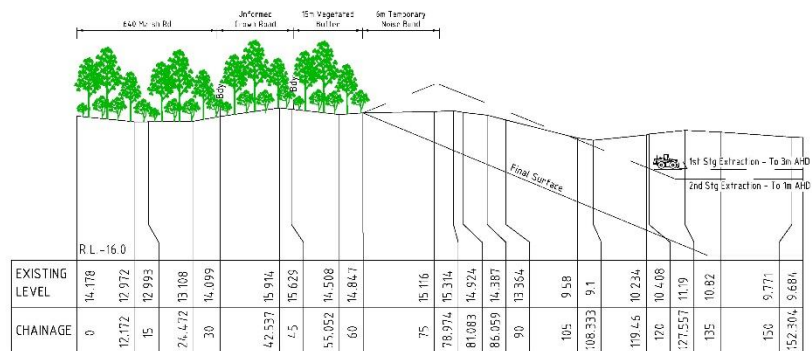 640 Marsh Rd
Unformed
Crown Road
15m Vegetated
Buffer
6m Temporary
Noise Bund
Bdy
Bdy
Final Surface
1st Stg Extraction - To 3m AHD
2nd Stg Extraction - To 1m AHD
R.L.-16.0
EXISTING LEVEL 14.178 12.972 12.993 13.108 14.099 15.914 15.629 14.508 14.847 15.116 15.314 14.924 14.387 13.364 9.58 9.1 10.234 10.408 11.19 10.82 9.771 9.684
CHAINAGE 0 12.172 15 24.472 30 42.537 45 55.052 60 75 78.974 81.083 86.059 90 105 108.333 119.46 120 127.557 135 150 152.304